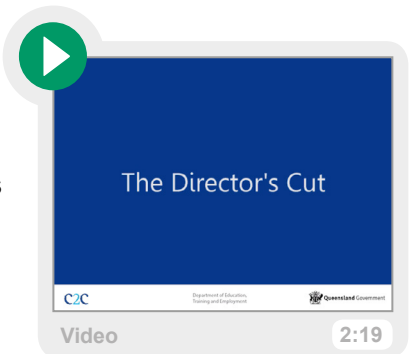 The Director's Cut
C2C
Department of Education,
Training and Employment
Queensland Government
Video
2:19